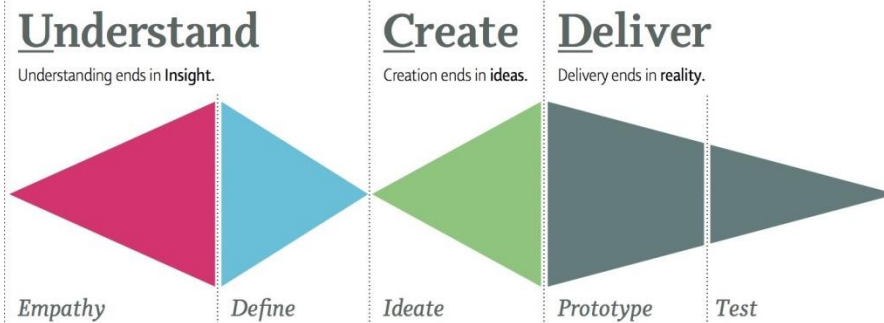 Understand
Understanding ends in Insight.
Create
Creation ends in ideas.
Deliver
Delivery ends in reality.
Empathy
Define
Ideate
Prototype
Test